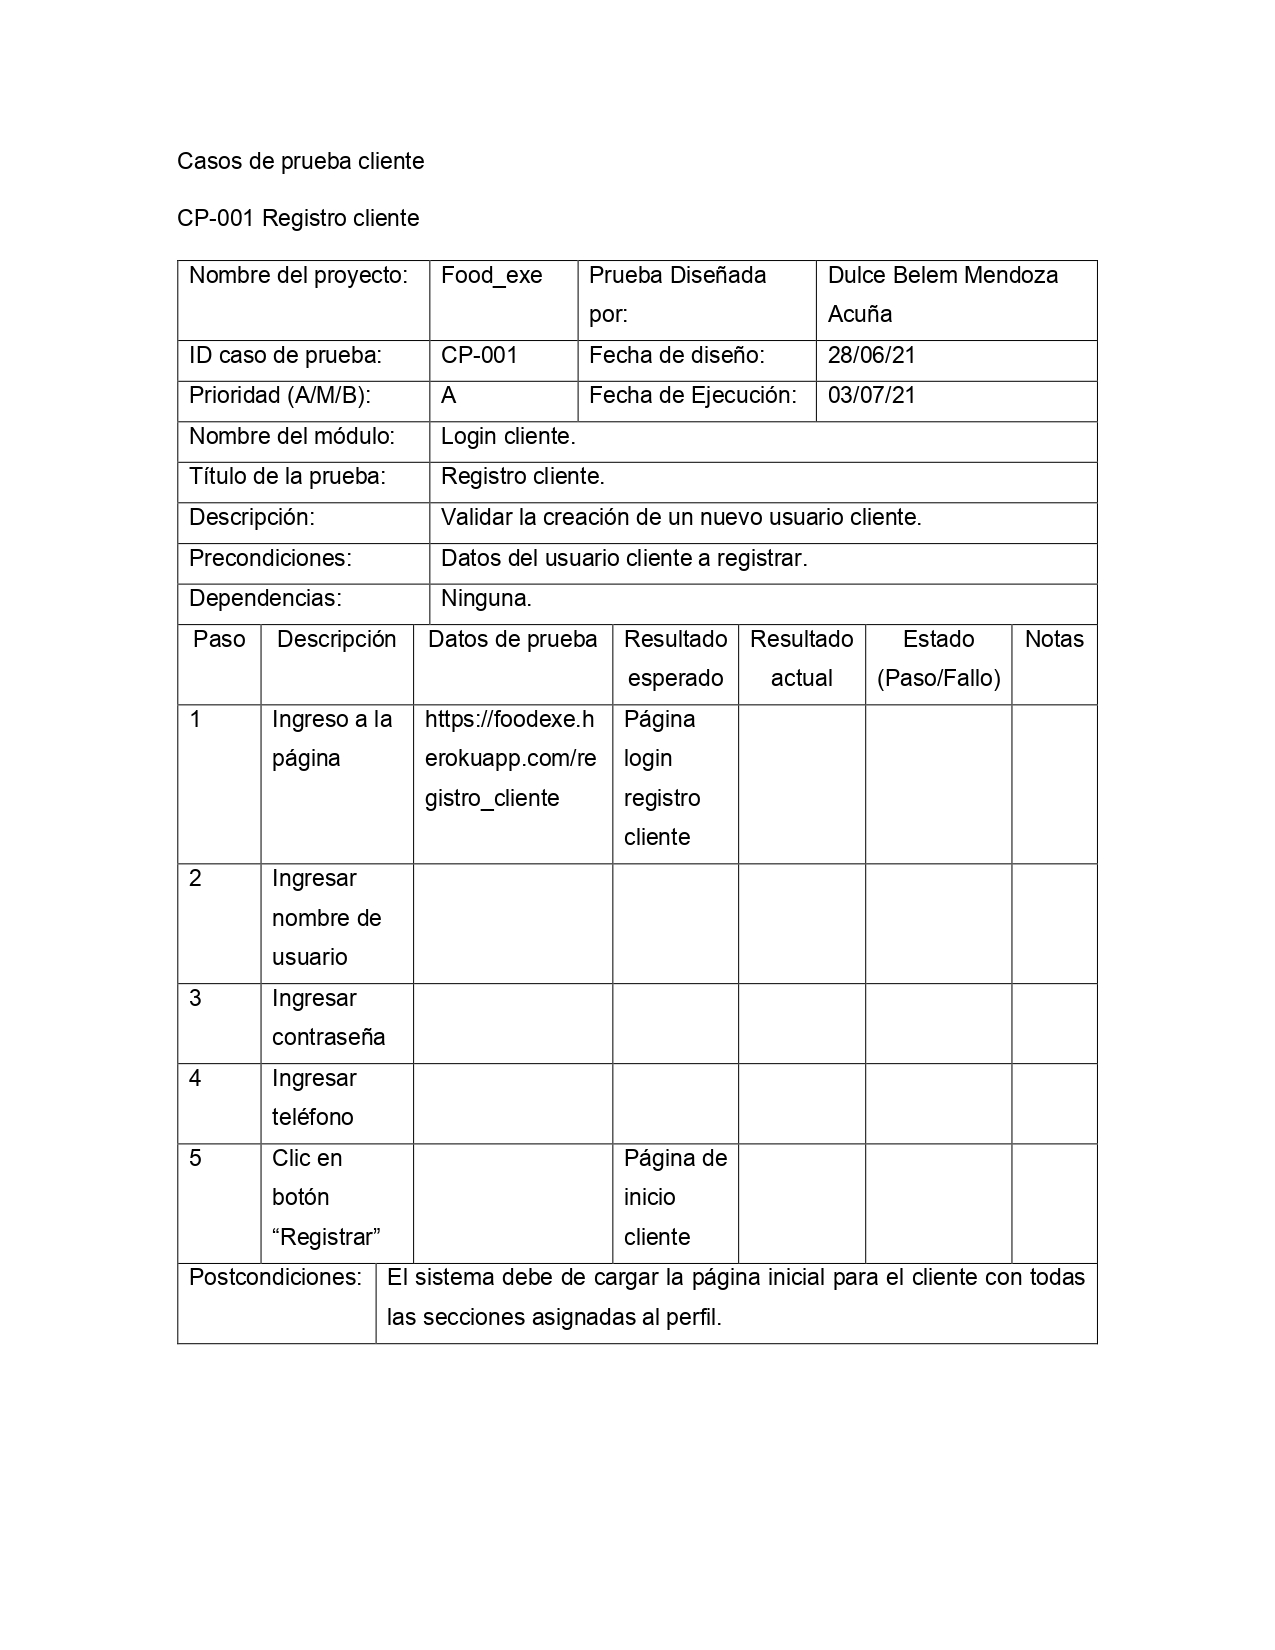 Casos de prueba cliente
CP-001 Registro cliente
Nombre del proyecto: Food_exe Prueba Diseñada por: Dulce Belem Mendoza Acuña
ID caso de prueba: CP-001 Fecha de diseño: 28/06/21
Prioridad (A/M/B): A Fecha de Ejecución: 03/07/21
Nombre del módulo: Login cliente.
Título de la prueba: Registro cliente.
Descripción: Validar la creación de un nuevo usuario cliente.
Precondiciones: Datos del usuario cliente a registrar.
Dependencias: Ninguna.
Paso Descripción Datos de prueba Resultado esperado Resultado actual Estado (Paso/Fallo) Notas
1 Ingreso a la página https://foodexe.herokuapp.com/registro_cliente Página login registro cliente
2 Ingresar nombre de usuario
3 Ingresar contraseña
4 Ingresar teléfono
5 Clic en botón “Registrar” Página de inicio cliente
Postcondiciones: El sistema debe de cargar la página inicial para el cliente con todas
las secciones asignadas al perfil.